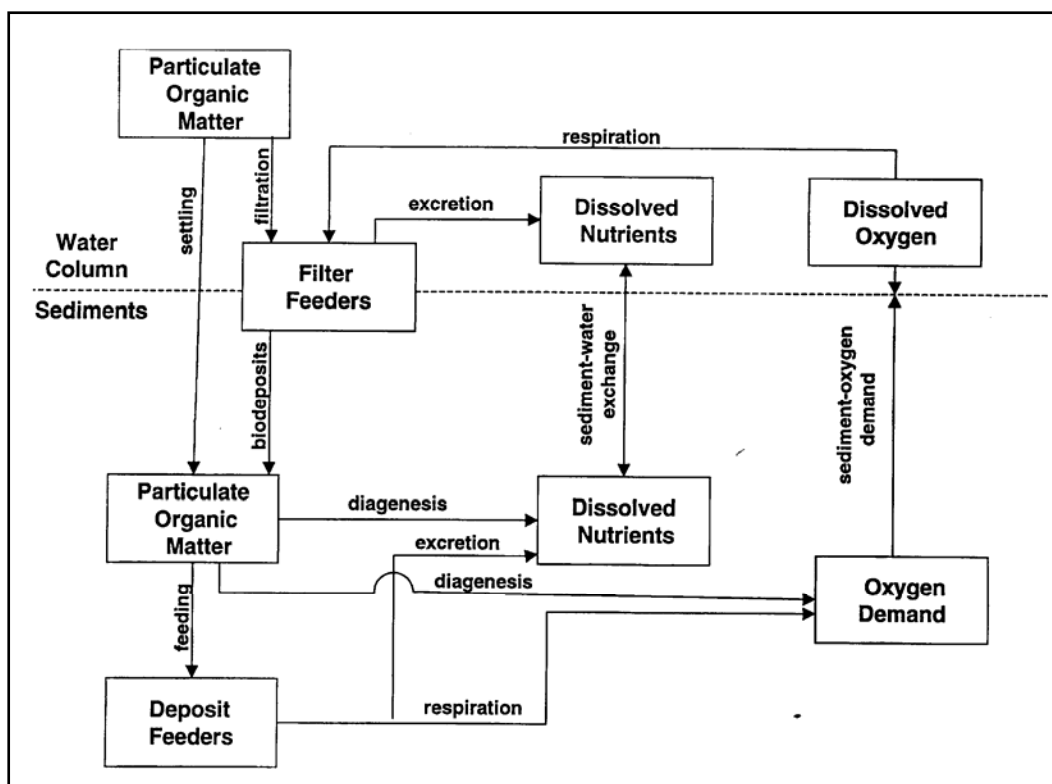 Particulate
Organic
Matter
respiration
settling
filtration
excretion
Dissolved
Nutrients
Dissolved
Oxygen
Water
Column
Filter
Feeders
Sediments
biodeposits
sediment-water
exchange
sediment-oxygen
demand
Particulate
Organic
Matter
diagenesis
Dissolved
Nutrients
excretion
diagenesis
Oxygen
Demand
feeding
Deposit
Feeders
respiration